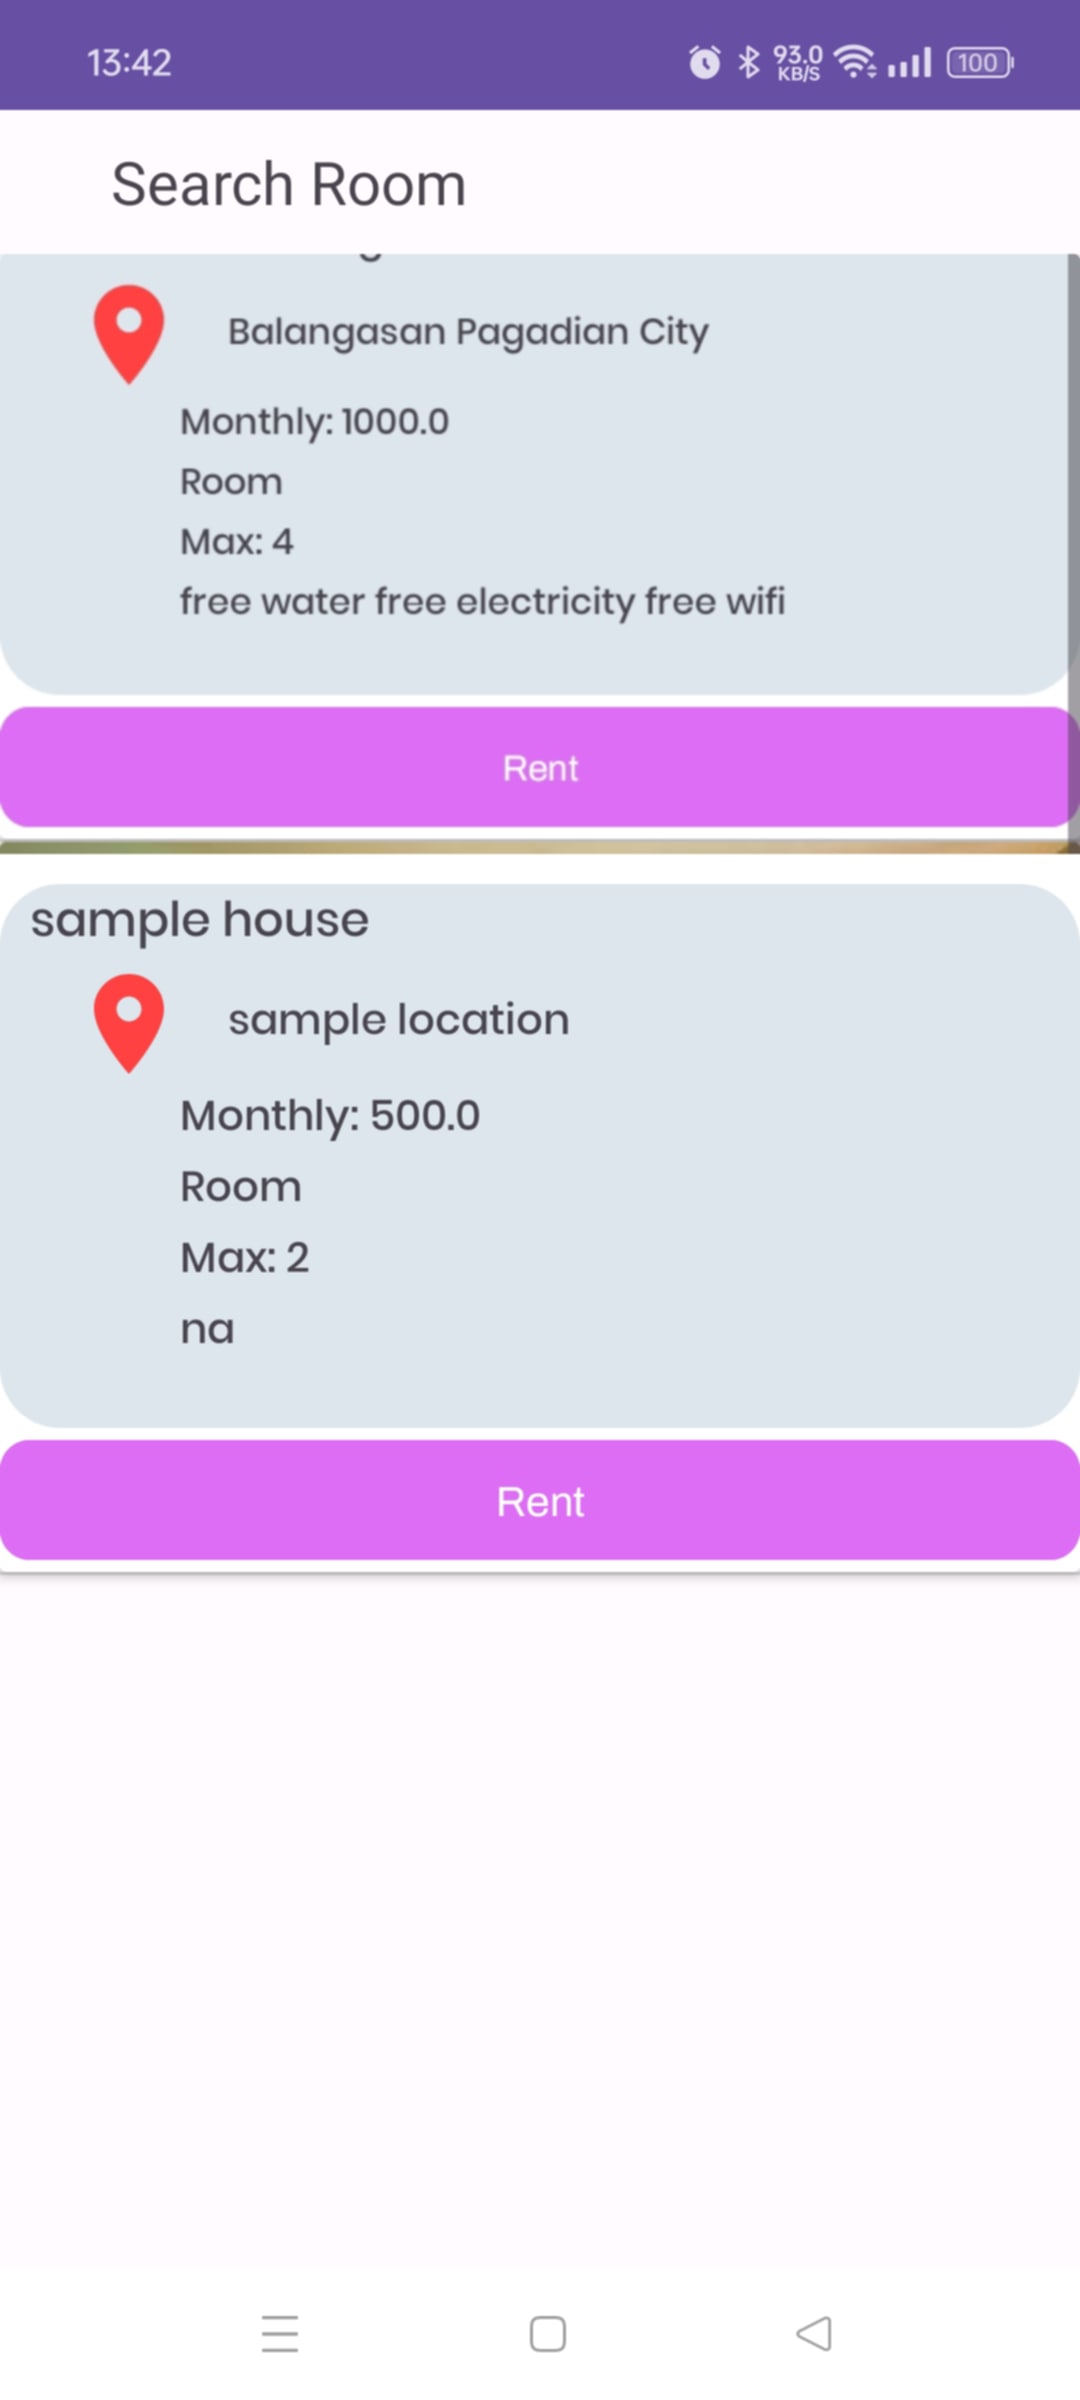 13:42
93.0
KB/S
100
Search Room
Balangasan Pagadian City
Monthly: 1000.0
Room
Max: 4
free water free electricity free wifi
Rent
sample house
sample location
Monthly: 500.0
Room
Max: 2
na
Rent